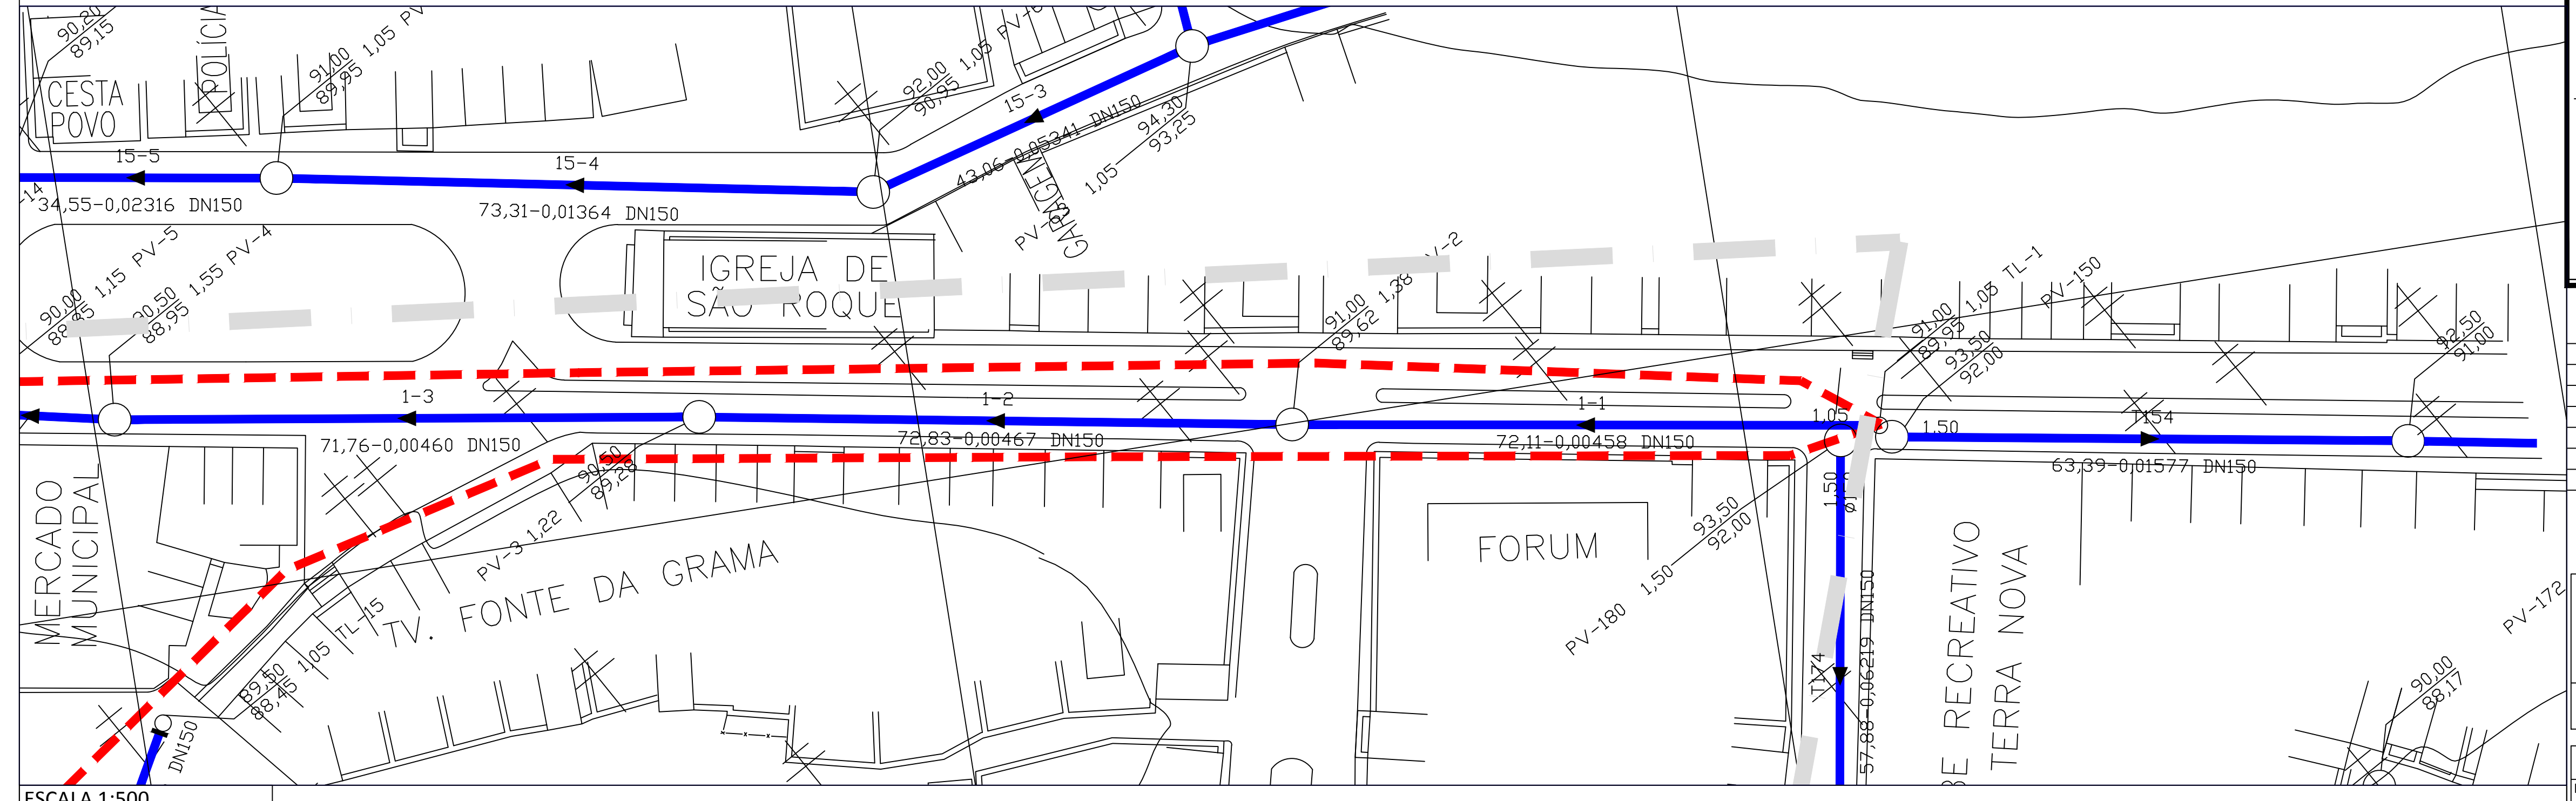 90,20
89,15
POLÍCIA
91,00
89,95
1,05
92,00
90,95
1,05
PV-6
CESTA
POVO
15-5
34,55-0,02316 DN150
15-4
73,31-0,01364 DN150
15-3
43,06-0,05341 DN150
94,30
93,25
1,05
GARAGEM
90,00
1,15 PV-5
90,50
88,95
1,55 PV-4
IGREJA DE
SÃO ROQUE
91,00
89,62
1,38
91,00
89,95
1,05 TL-1
PV-150
93,50
92,00
92,50
91,00
1-3
71,76-0,00460 DN150
1-2
72,83-0,00467 DN150
1-1
72,11-0,00458 DN150
1,05
1,50
T154
63,39-0,01577 DN150
MERCADO
MUNICIPAL
90,50
89,28
PV-3 1,22
TV. FONTE DA GRAMA
89,50
88,45
1,05 TL-15
DN150
FORUM
93,50
92,00
1,50
PV-180
1,50
T174
57,88-0,06219 DN150
RECREATIVO
TERRA NOVA
PV-172
90,00
88,17
ESCALA 1:500